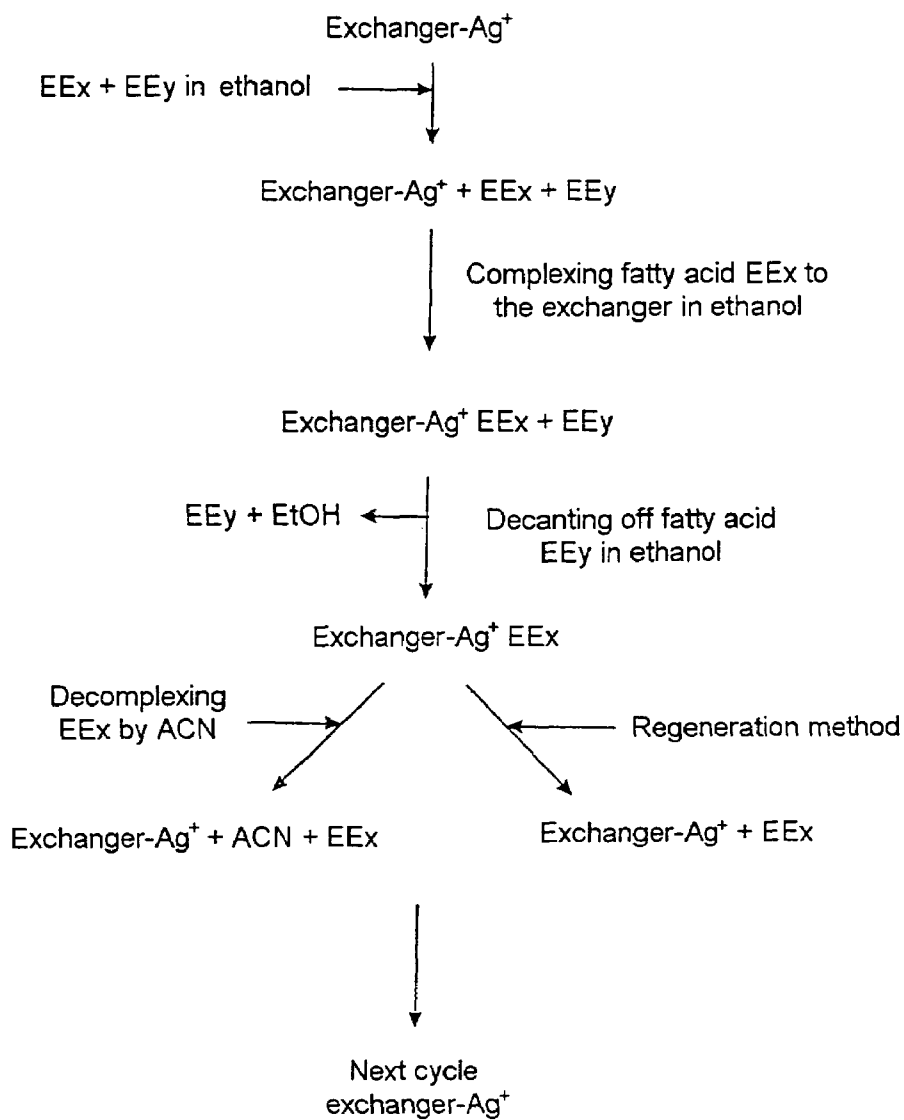 Exchanger-Ag⁺
EEx + EEy in ethanol
Exchanger-Ag⁺ + EEx + EEy
Complexing fatty acid EEx to
the exchanger in ethanol
Exchanger-Ag⁺ EEx + EEy
EEy + EtOH
Decanting off fatty acid
EEy in ethanol
Exchanger-Ag⁺ EEx
Decomplexing
EEx by ACN
Regeneration method
Exchanger-Ag⁺ + ACN + EEx
Exchanger-Ag⁺ + EEx
Next cycle
exchanger-Ag⁺